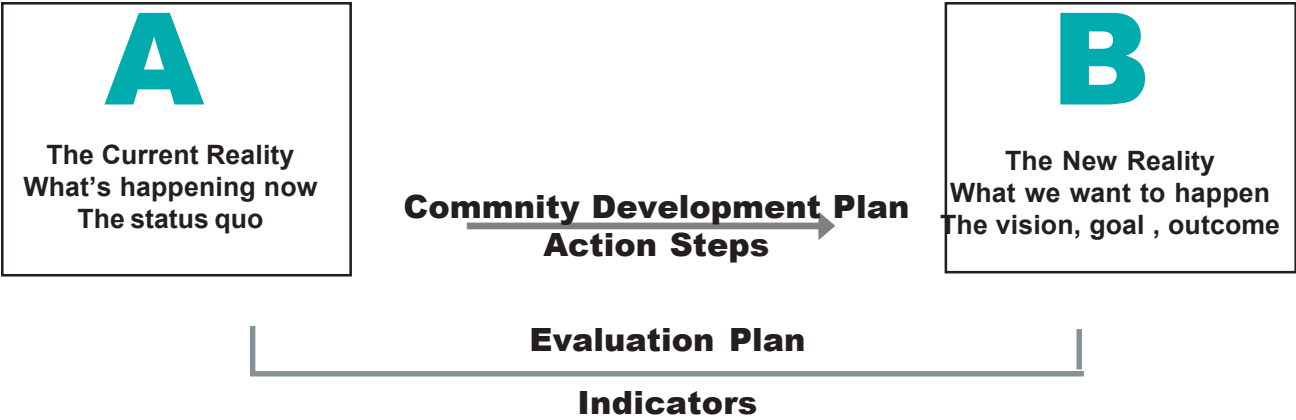 A
The Current Reality
What's happening now
The status quo
Commnity Development Plan
Action Steps
B
The New Reality
What we want to happen
The vision, goal , outcome
Evaluation Plan
Indicators